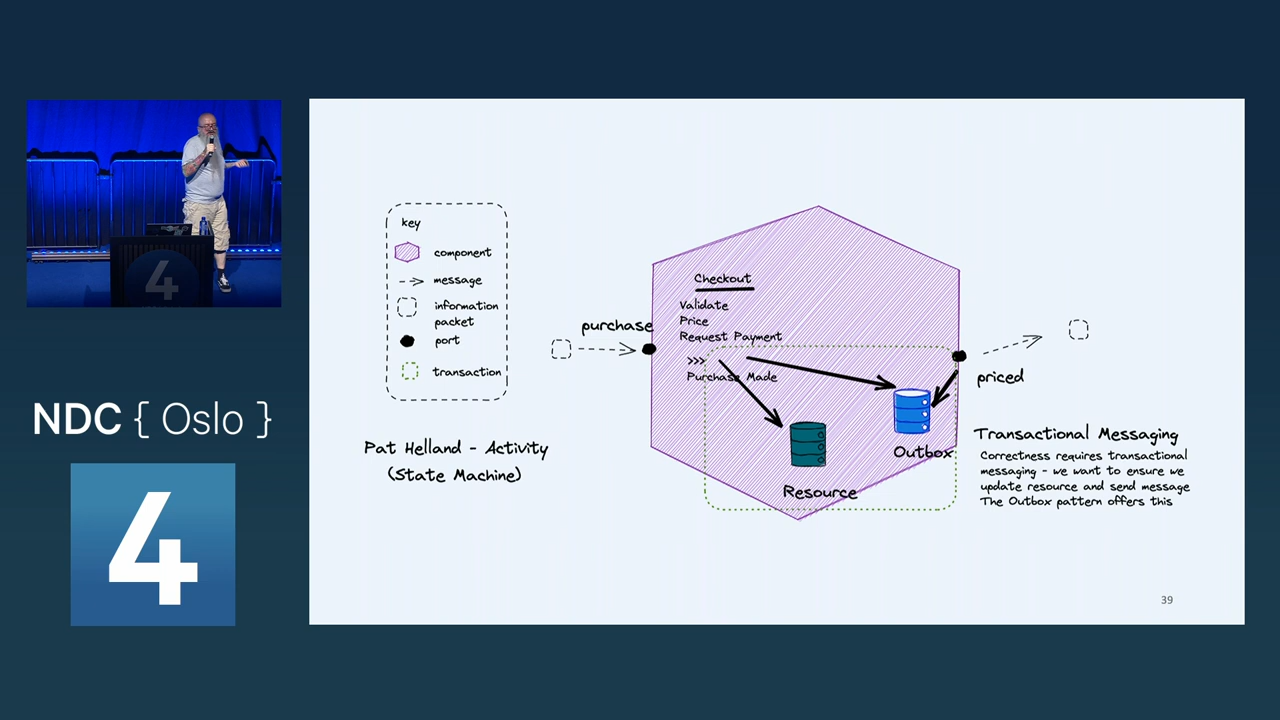 NDC { Oslo }
4
4
key
component
message
information
packet
port
transaction
Pat Helland - Activity
(State Machine)
purchase
Checkout
Validate
Price
Request Payment
>>>
Purchase Made
Resource
Outbox
priced
Transactional Messaging
Correctness requires transactional
messaging - we want to ensure we
update resource and send message
The Outbox pattern offers this
39